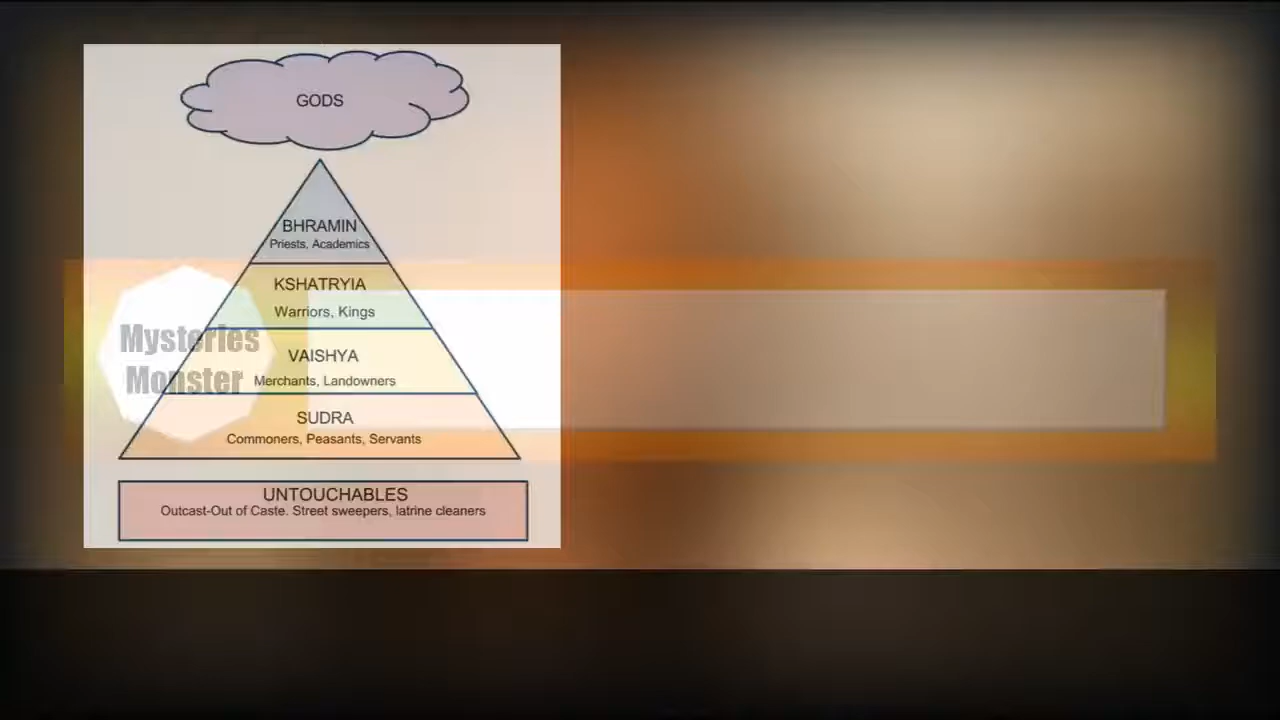 GODS
BHRAMIN
Priests, Academics
KSHATRYIA
Warriors, Kings
Mysteries
Monster
VAISHYA
Merchants, Landowners
SUDRA
Commoners, Peasants, Servants
UNTOUCHABLES
Outcast-Out of Caste. Street sweepers, latrine cleaners